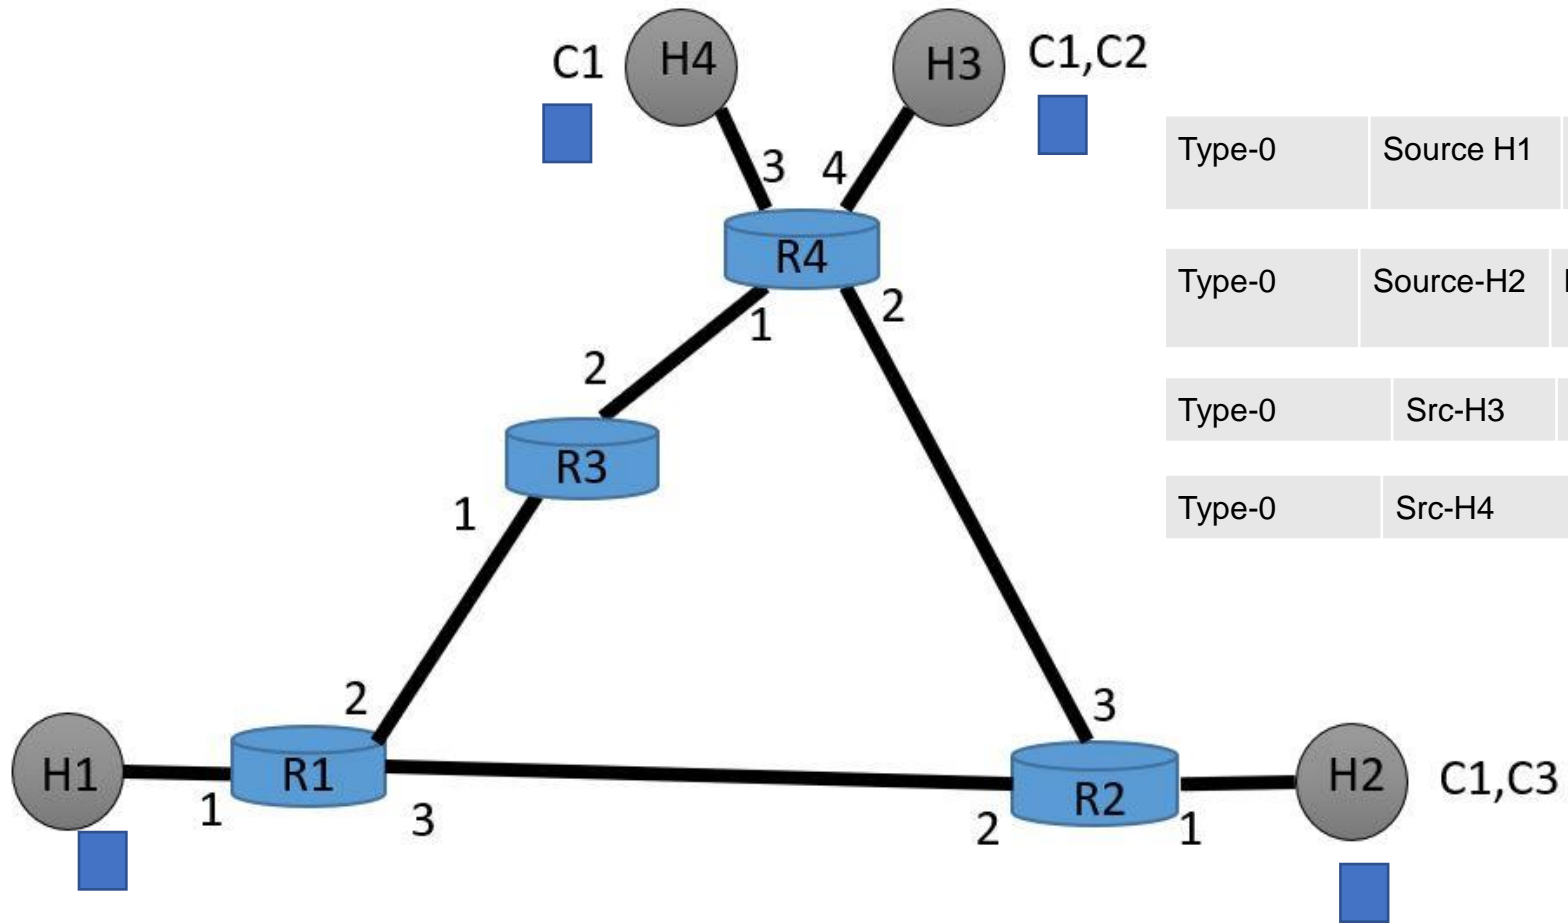 C1
H4
H3
C1,C2
3
4
R4
1
2
2
R3
1
2
H1
1
R1
3
3
2
R2
1
H2
C1,C3
Type-0 Source H1
Type-0 Source-H2
Type-0 Src-H3
Type-0 Src-H4